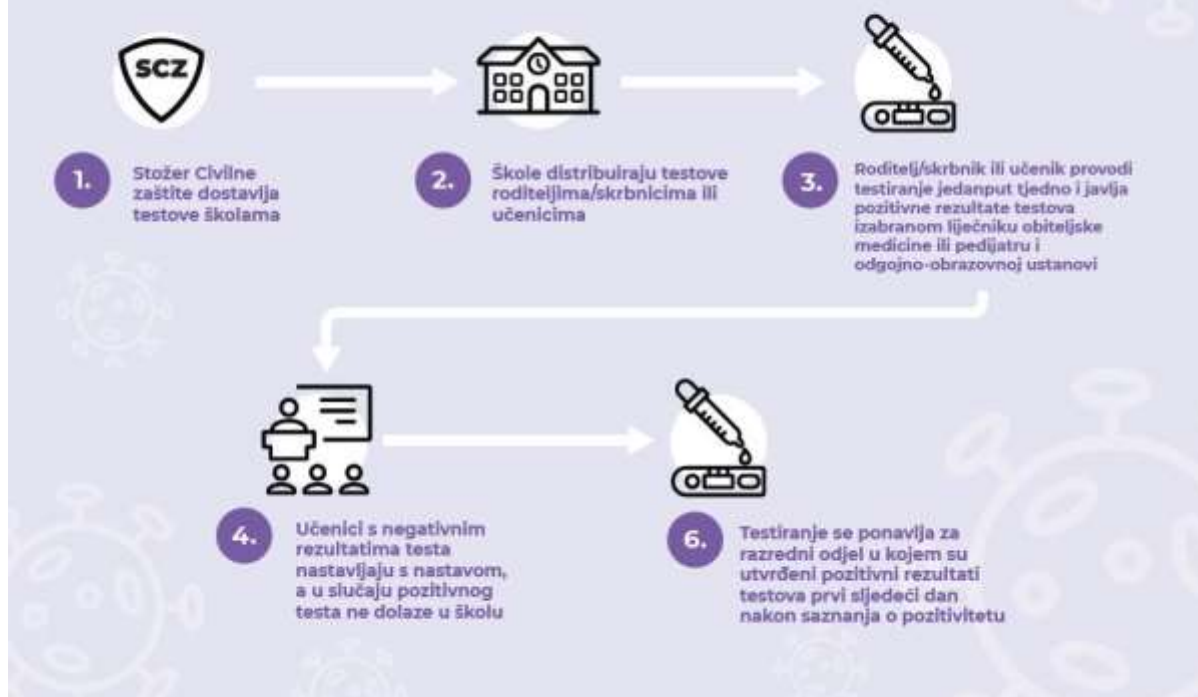 SCZ
1.
Stožer Civilne
zaštite dostavlja
testove školama
2.
Škole distribuiraju testove
roditeljima/skrbnicima ili
učenicima
3.
Roditelj/skrbnik ili učenik provodi
testiranje jedanput tjedno i javlja
pozitivne rezultate testova
izabranom liječniku obiteljske
medicine ili pedijatru i
odgojno-obrazovnoj ustanovi
4.
Učenici s negativnim
rezultatima testa
nastavljaju s nastavom,
a u slučaju pozitivnog
testa ne dolaze u školu
6.
Testiranje se ponavlja za
razredni odjel u kojem su
utvrđeni pozitivni rezultati
testova prvi sljedeći dan
nakon saznanja o pozitivitetu